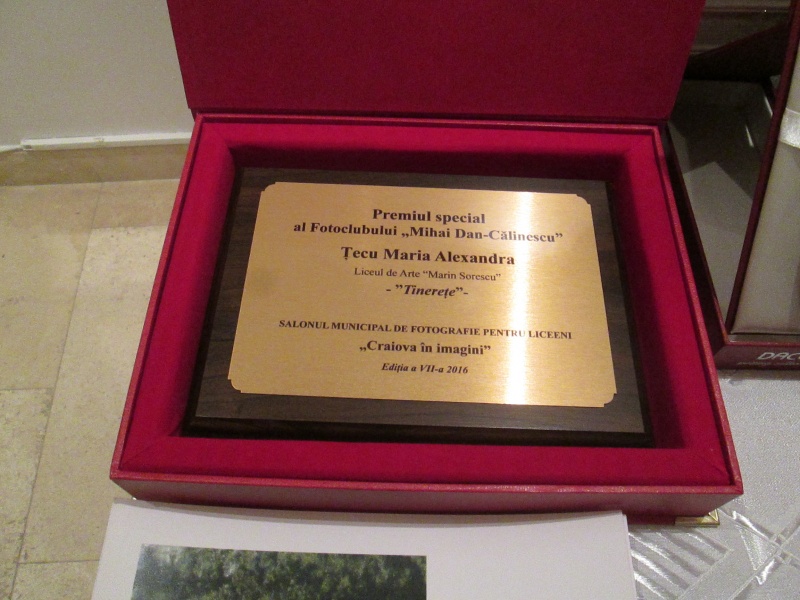 Premiul special
al Fotoclubului „Mihai Dan-Călinescu”
Țecu Maria Alexandra
Liceul de Arte “Marin Sorescu”
- ”Tinerețe”-
SALONUL MUNICIPAL DE FOTOGRAFIE PENTRU LICEENI
„Craiova în imagini”
Ediția a VII-a 2016